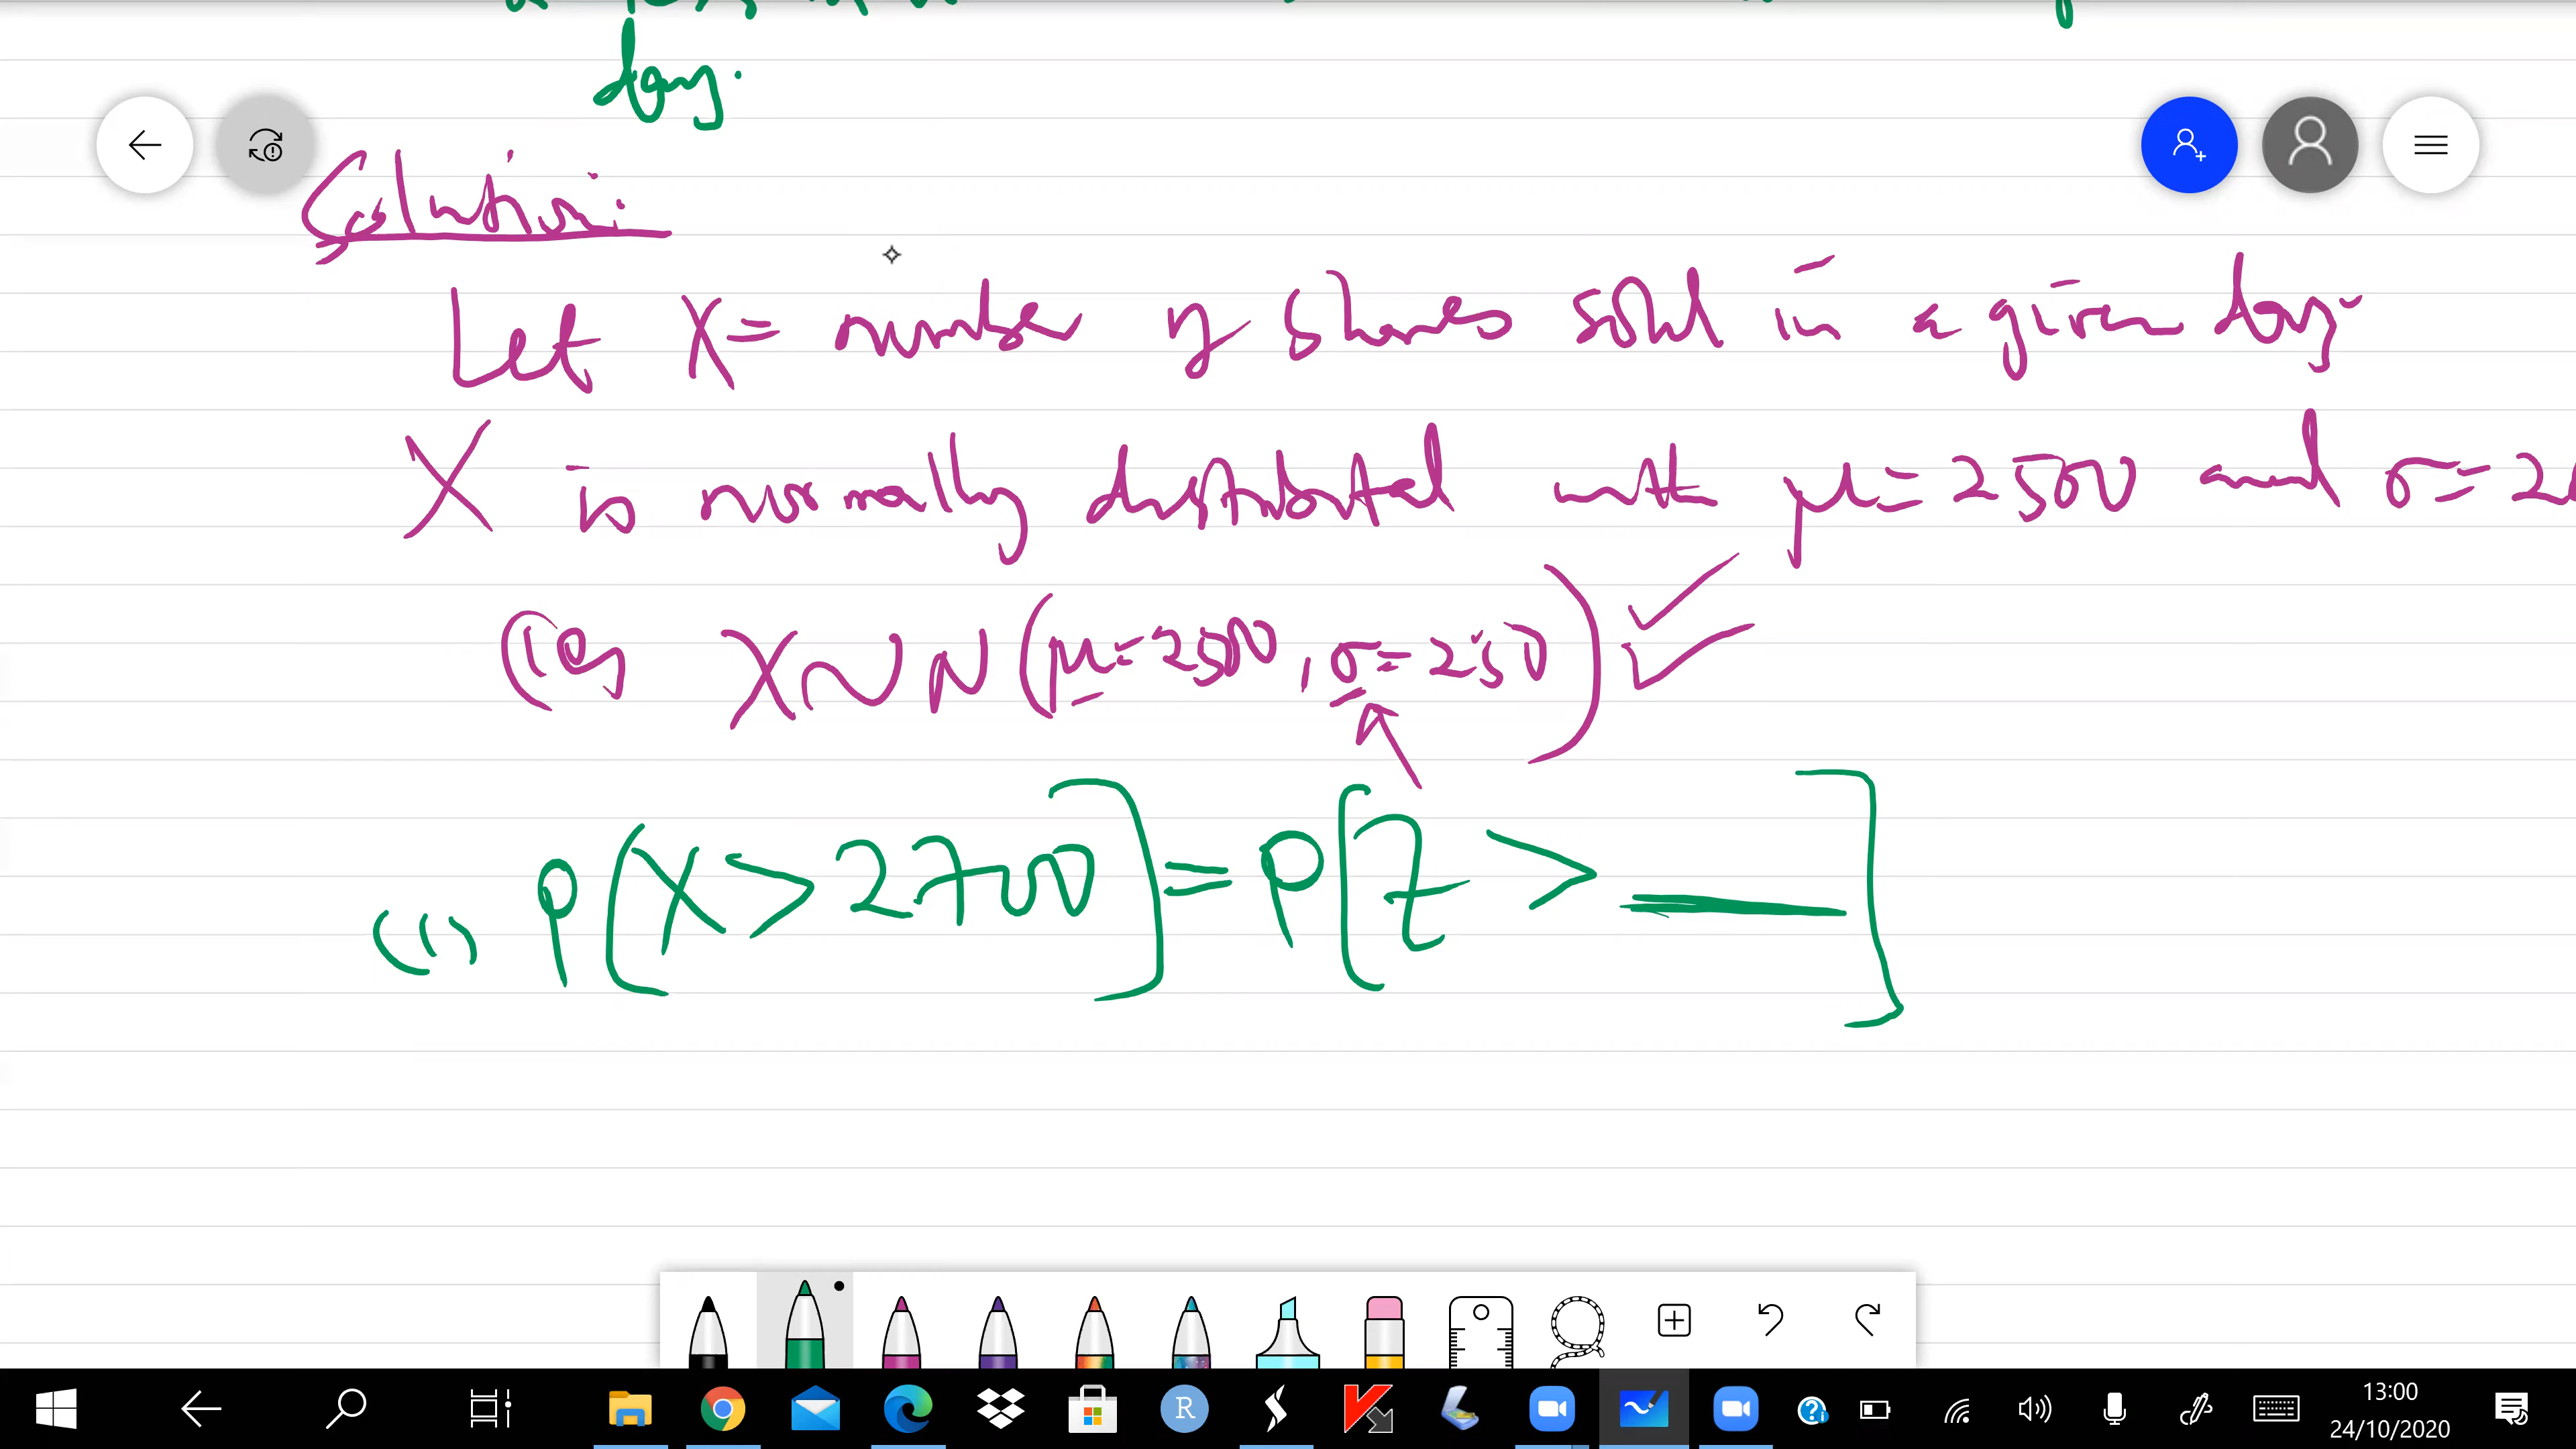 day.
Solution:
Let X = number of shares sold in a given day.
X is normally distributed with μ = 2500 and σ = 2
(ie) X ~ N(μ = 2500, σ = 250)
(i) P[X > 2700] = P[Z > ]
R
13:00
24/10/2020